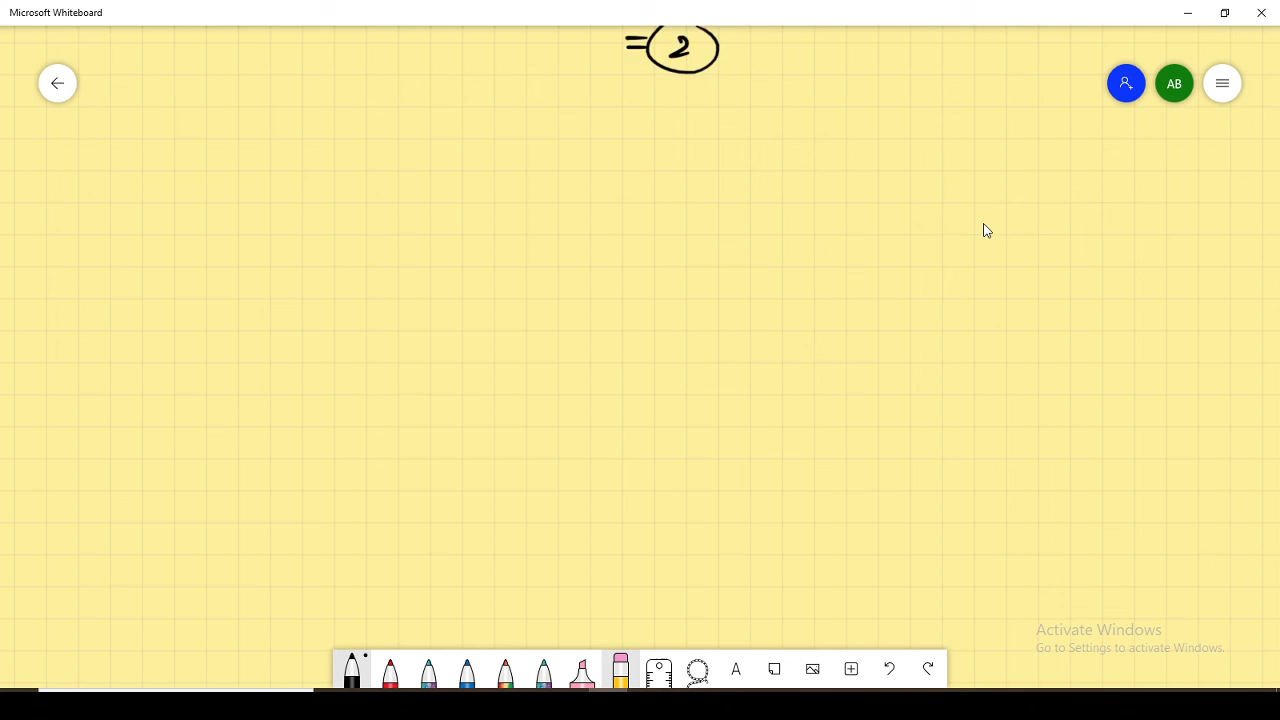 Microsoft Whiteboard
= 2
AB
A
Activate Windows
Go to Settings to activate Windows.